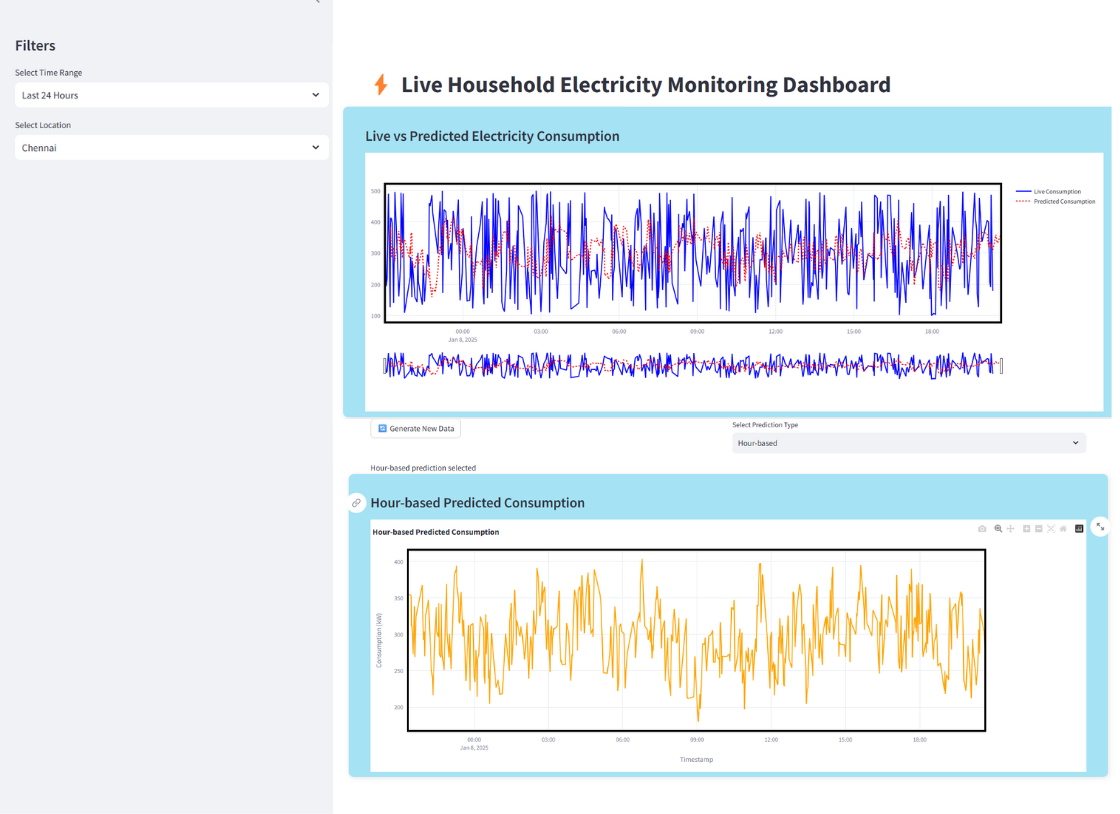 Filters
Select Time Range
Last 24 Hours
Select Location
Chennai
Live Household Electricity Monitoring Dashboard
Live vs Predicted Electricity Consumption
Live Consumption
Predicted Consumption
500
400
300
200
100
00:00 03:00 06:00 09:00 12:00 15:00 18:00
Jan 8, 2025
Generate New Data
Select Prediction Type
Hour-based
Hour-based prediction selected
Hour-based Predicted Consumption
Hour-based Predicted Consumption
Consumption (kW)
400
350
300
250
200
00:00 03:00 06:00 09:00 12:00 15:00 18:00
Jan 8, 2025
Timestamp